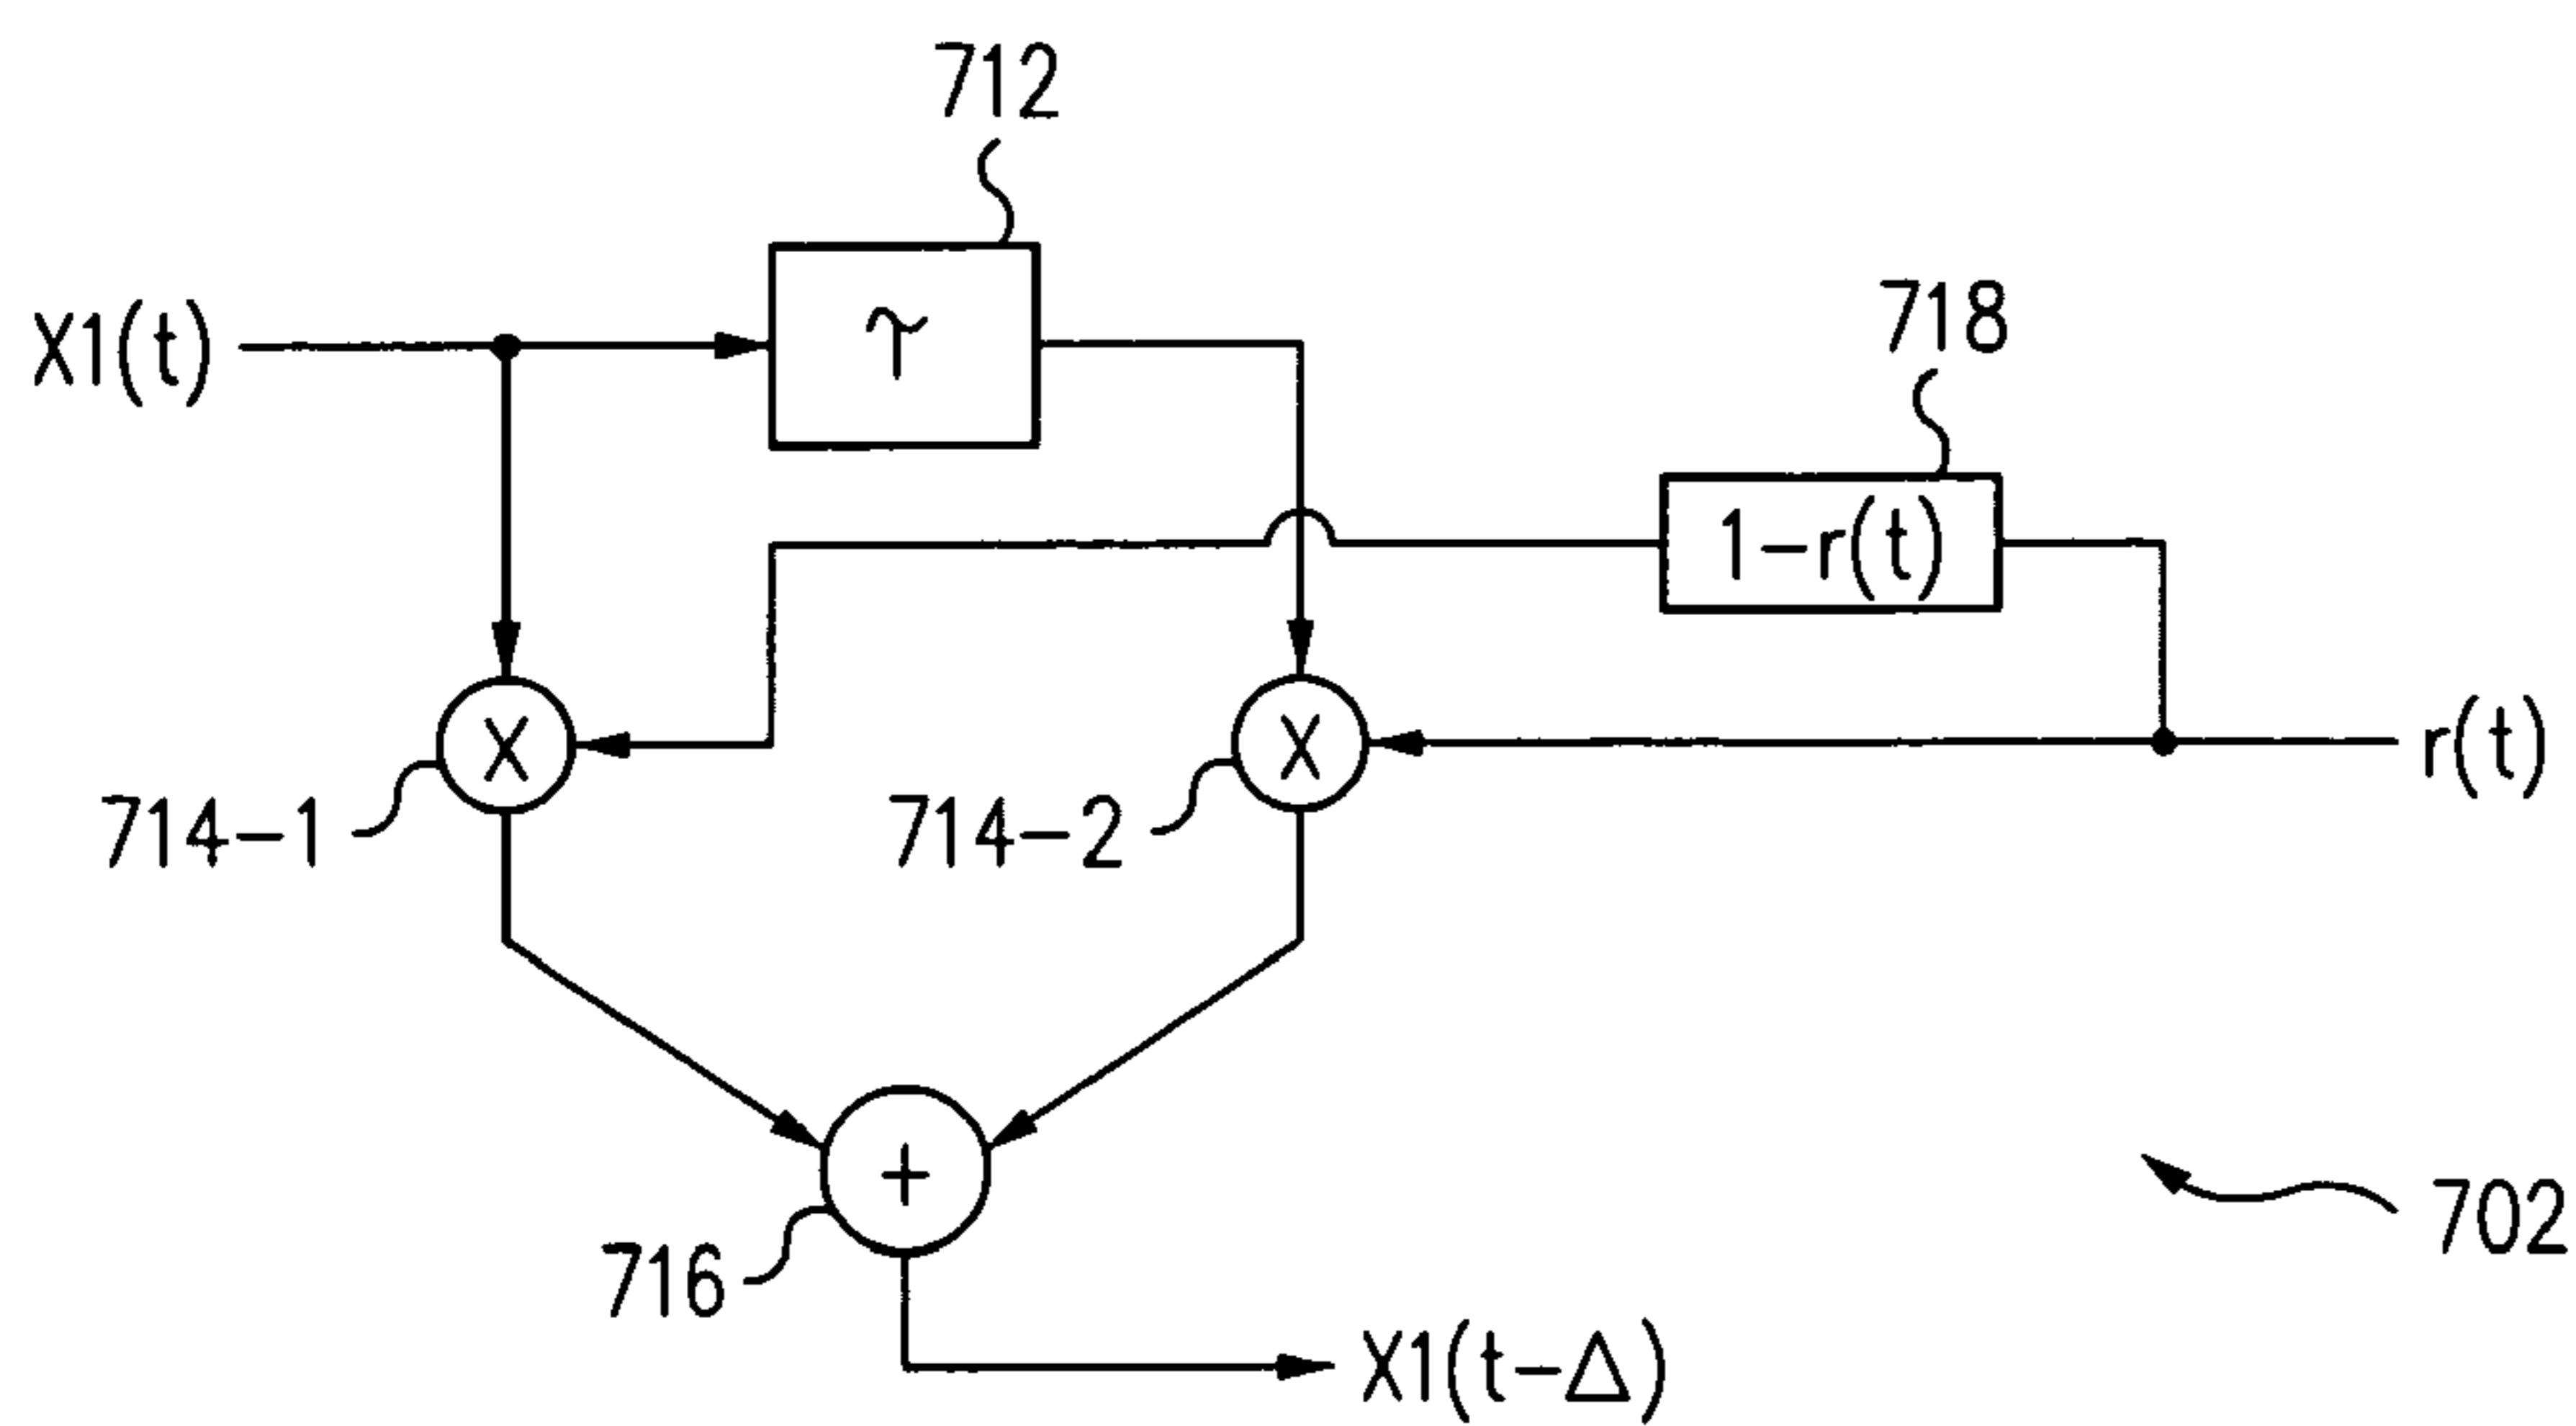 712
X1(t)
τ
718
1-r(t)
X
X
r(t)
714-1
714-2
+
716
702
X1(t-Δ)